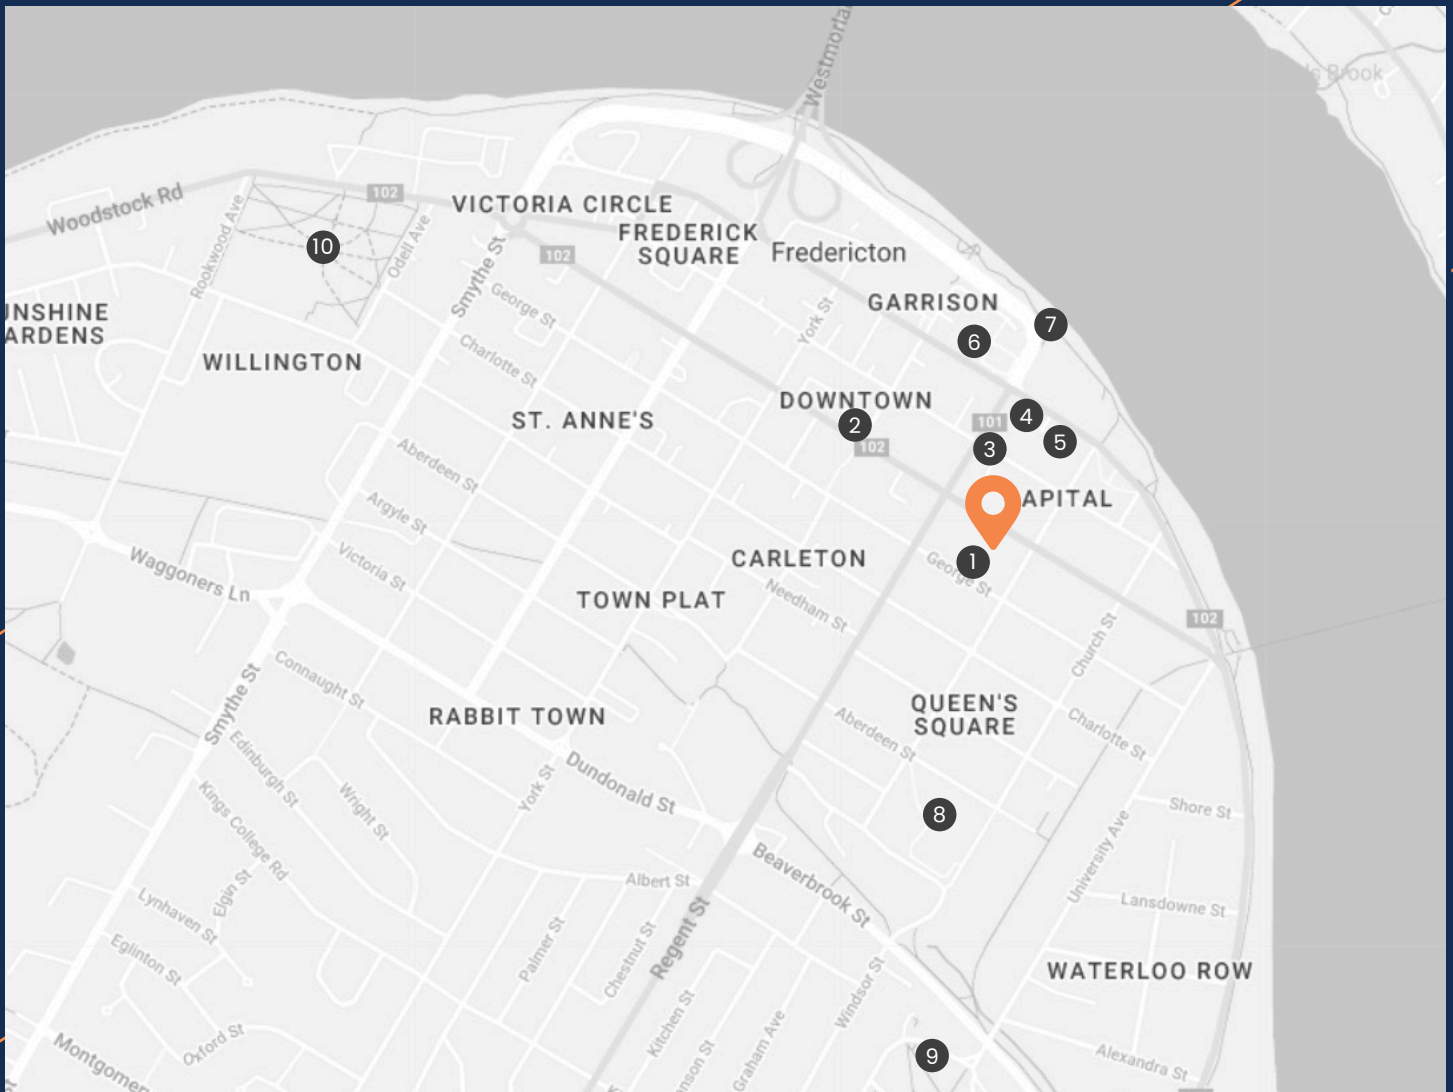 Westmorla
s Brook
Woodstock Rd
102
VICTORIA CIRCLE
Rookwood Ave
Odell Ave
10
FREDERICK
SQUARE
Fredericton
102
Smythe St
George St
York St
GARRISON
UNSHINE
ARDENS
7
6
WILLINGTON
Charlotte St
DOWNTOWN
2
102
101
4
5
3
ST. ANNE'S
Aberdeen St
Argyle St
APITAL
Victoria St
Waggoners Ln
CARLETON
1
George St
Needham St
TOWN PLAT
102
Church St
Connaught St
Smythe St
RABBIT TOWN
QUEEN'S
SQUARE
Aberdeen St
Charlotte St
Edinburgh St
Wright St
York St
Dundonald St
Kings College Rd
8
Shore St
University Ave
Beaverbrook St
Albert St
Elgin St
Lynhaven St
Eglinton St
Palmer St
Chestnut St
Regent St
Lansdowne St
WATERLOO ROW
Windsor St
Kitchen St
Graham Ave
nson St
Oxford St
Montgomer
9
Alexandra St